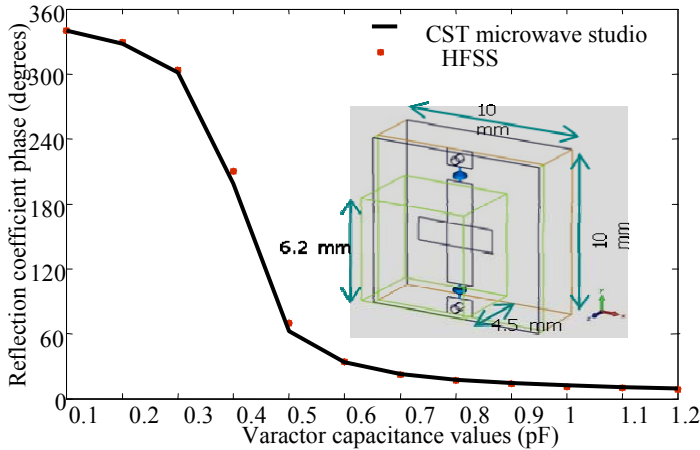 360
300
240
180
120
60
0
Reflection coefficient phase (degrees)
CST microwave studio
HFSS
10
mm
10
mm
6.2 mm
4.5 mm
0.1 0.2 0.3 0.4 0.5 0.6 0.7 0.8 0.9 1 1.1 1.2
Varactor capacitance values (pF)